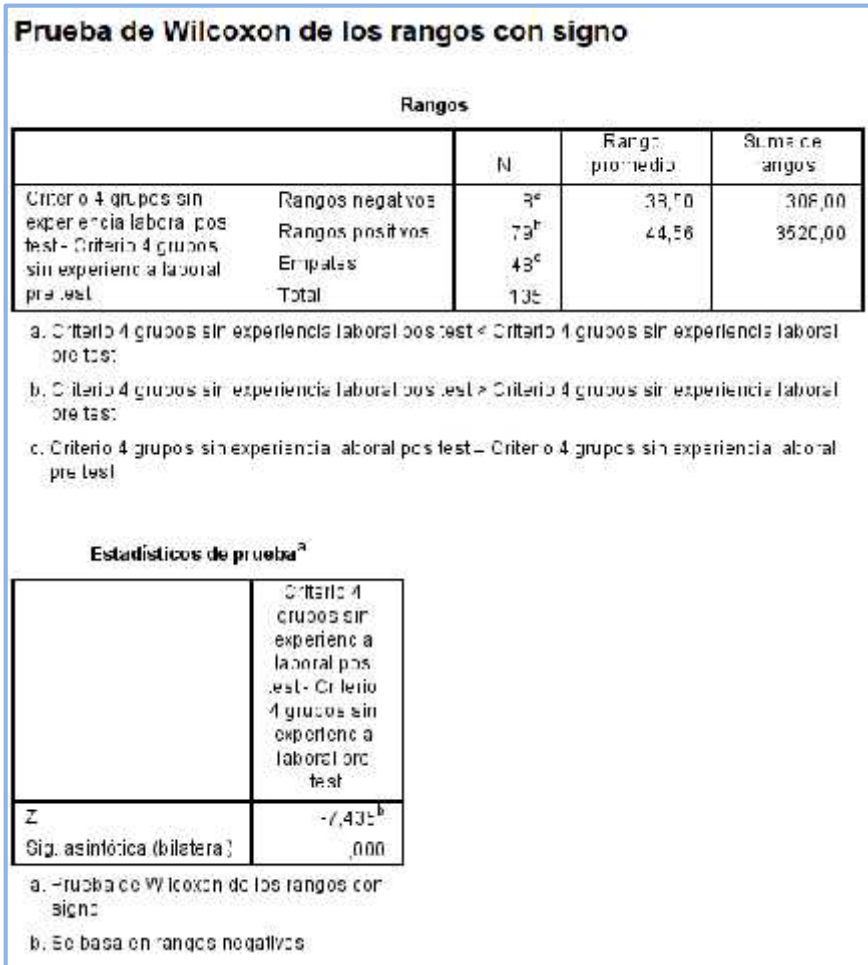 Prueba de Wilcoxon de los rangos con signo
Rangos
N
Rango promedio
Suma de rangos
Criterio 4 grupos sin
experiencia laboral pos
test - Criterio 4 grupos
sin experiencia laboral
pre test
Rangos negativos 8a 38,50 308,00
Rangos positivos 79b 44,56 3520,00
Empates 48c
Total 135
a. Criterio 4 grupos sin experiencia laboral pos test < Criterio 4 grupos sin experiencia laboral
pre test
b. Criterio 4 grupos sin experiencia laboral pos test > Criterio 4 grupos sin experiencia laboral
pre test
c. Criterio 4 grupos sin experiencia laboral pos test = Criterio 4 grupos sin experiencia laboral
pre test
Estadísticos de prueba a
Criterio 4
grupos sin
experiencia
laboral pos
test - Criterio
4 grupos sin
experiencia
laboral pre
test
Z -7,435b
Sig. asintótica (bilateral) ,000
a. Prueba de Wilcoxon de los rangos con
signo
b. Se basa en rangos negativos